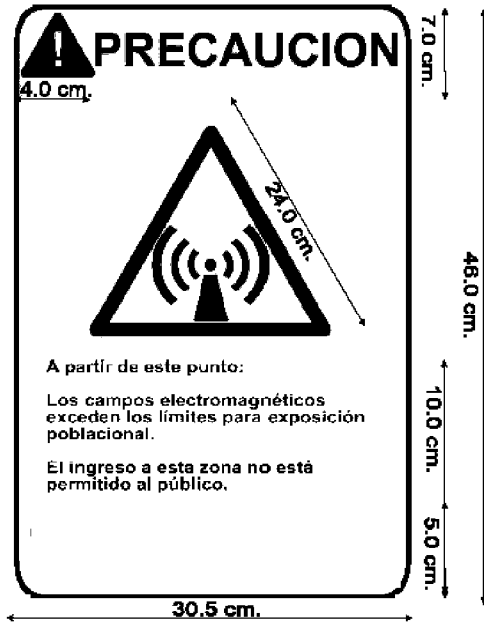 ! PRECAUCION
7.0 cm.
4.0 cm.
24.0 cm.
46.0 cm.
A partir de este punto:
Los campos electromagnéticos
exceden los límites para exposición
poblacional.
El ingreso a esta zona no está
permitido al público.
10.0 cm.
5.0 cm.
30.5 cm.